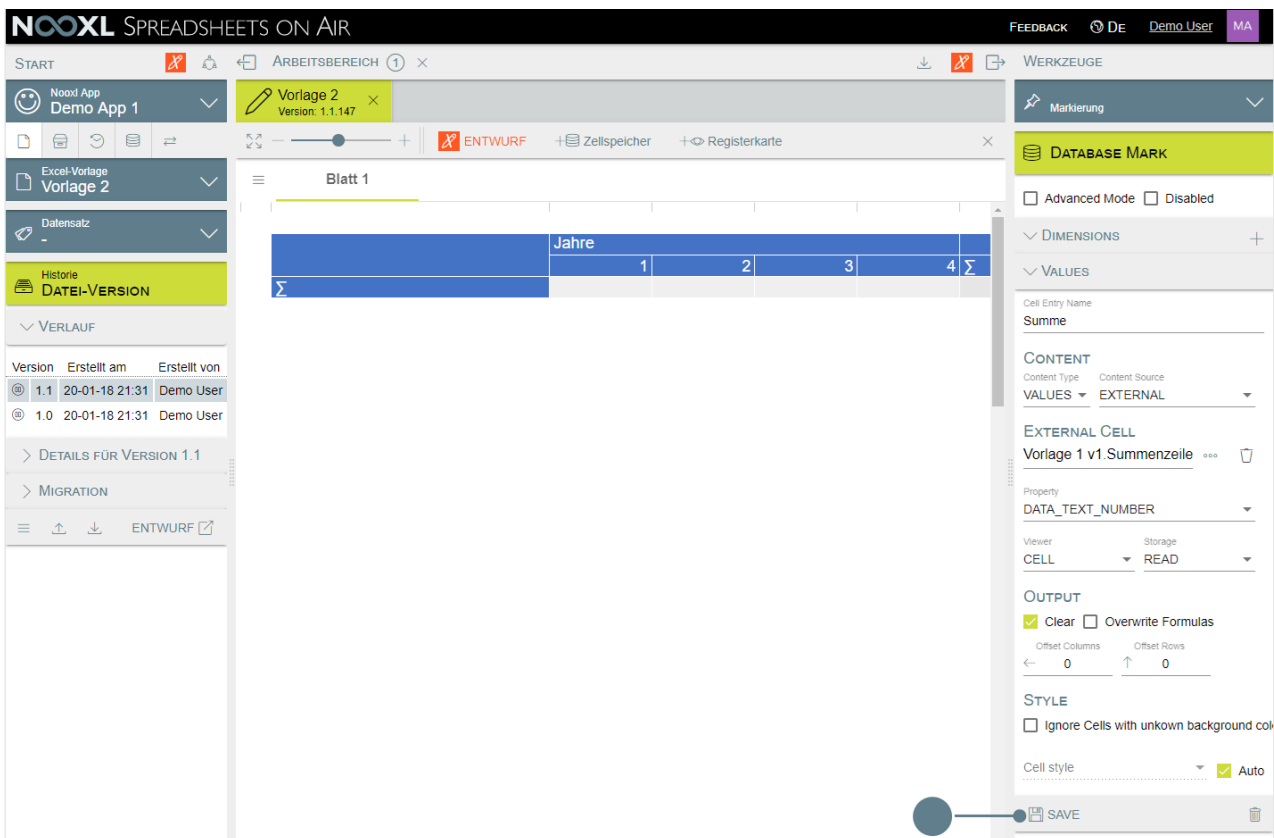 NOOXL SPREADSHEETS ON AIR
FEEDBACK DE Demo User MA
START
ARBEITSBEREICH 1
WERKZEUGE
Nooxl App
Demo App 1
Vorlage 2
Version: 1.1.147
Markierung
ENTWURF +Zellspeicher +Registerkarte
DATABASE MARK
Excel-Vorlage
Vorlage 2
Blatt 1
Advanced Mode Disabled
Datensatz
-
DIMENSIONS
Jahre
1 2 3 4 Σ
Σ
Historie
DATEI-VERSION
VALUES
VERLAUF
Cell Entry Name
Summe
Version Erstellt am Erstellt von
1.1 20-01-18 21:31 Demo User
1.0 20-01-18 21:31 Demo User
CONTENT
Content Type Content Source
VALUES EXTERNAL
DETAILS FÜR VERSION 1.1
MIGRATION
ENTWURF
EXTERNAL CELL
Vorlage 1 v1.Summenzeile
Property
DATA_TEXT_NUMBER
Viewer Storage
CELL READ
OUTPUT
Clear Overwrite Formulas
Offset Columns Offset Rows
0 0
STYLE
Ignore Cells with unkown background col
Cell style Auto
SAVE